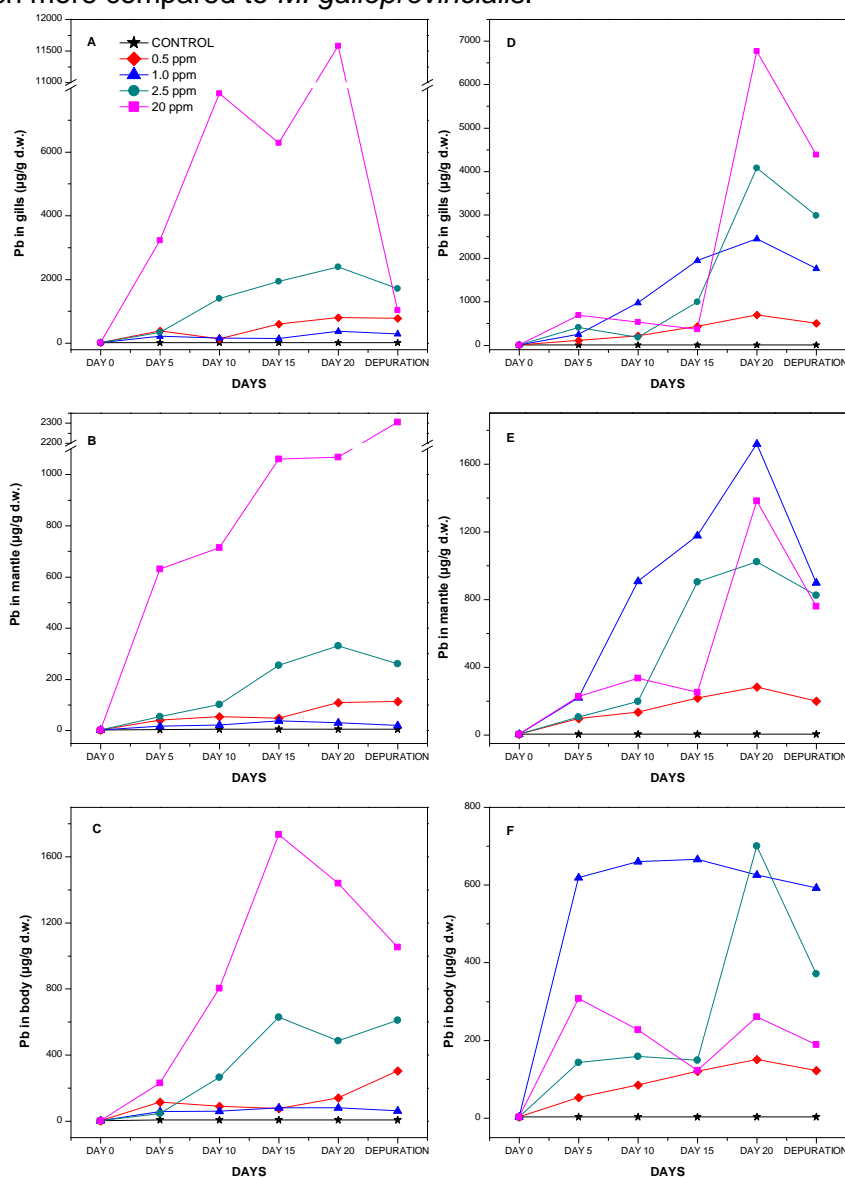 more compared to M. galloprovincialis.
A
CONTROL
0.5 ppm
1.0 ppm
2.5 ppm
20 ppm
Pb in gills (µg/g d.w.)
12000
11500
11000
6000
4000
2000
0
DAY 0 DAY 5 DAY 10 DAY 15 DAY 20 DEPURATION
DAYS
D
Pb in gills (µg/g d.w.)
7000
6000
5000
4000
3000
2000
1000
0
DAY 0 DAY 5 DAY 10 DAY 15 DAY 20 DEPURATION
DAYS
B
Pb in mantle (µg/g d.w.)
2300
2200
1000
800
600
400
200
0
DAY 0 DAY 5 DAY 10 DAY 15 DAY 20 DEPURATION
DAYS
E
Pb in mantle (µg/g d.w.)
1600
1200
800
400
0
DAY 0 DAY 5 DAY 10 DAY 15 DAY 20 DEPURATION
DAYS
C
Pb in body (µg/g d.w.)
1600
1200
800
400
0
DAY 0 DAY 5 DAY 10 DAY 15 DAY 20 DEPURATION
DAYS
F
Pb in body (µg/g d.w.)
800
600
400
200
0
DAY 0 DAY 5 DAY 10 DAY 15 DAY 20 DEPURATION
DAYS